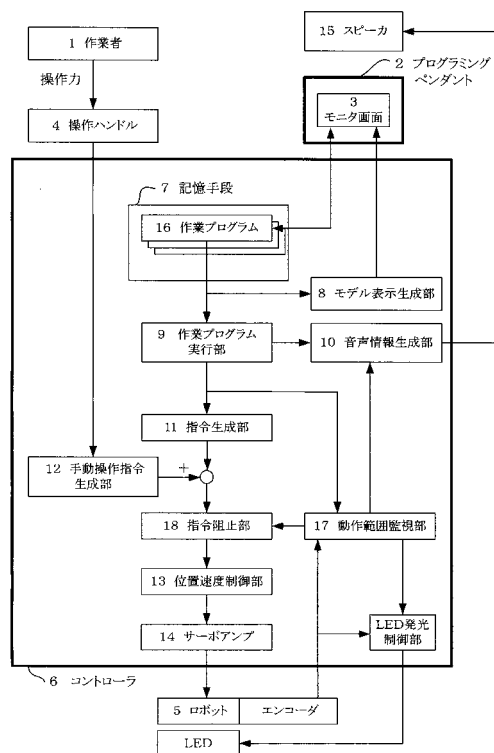 15 スピーカ
1 作業者
2 プログラミング
ペンダント
操作力
3
モニタ画面
4 操作ハンドル
7 記憶手段
16 作業プログラム
8 モデル表示生成部
9 作業プログラム
実行部
10 音声情報生成部
11 指令生成部
12 手動操作指令
生成部
+
18 指令阻止部
17 動作範囲監視部
13 位置速度制御部
14 サーボアンプ
LED発光
制御部
6 コントローラ
5 ロボット
エンコーダ
LED